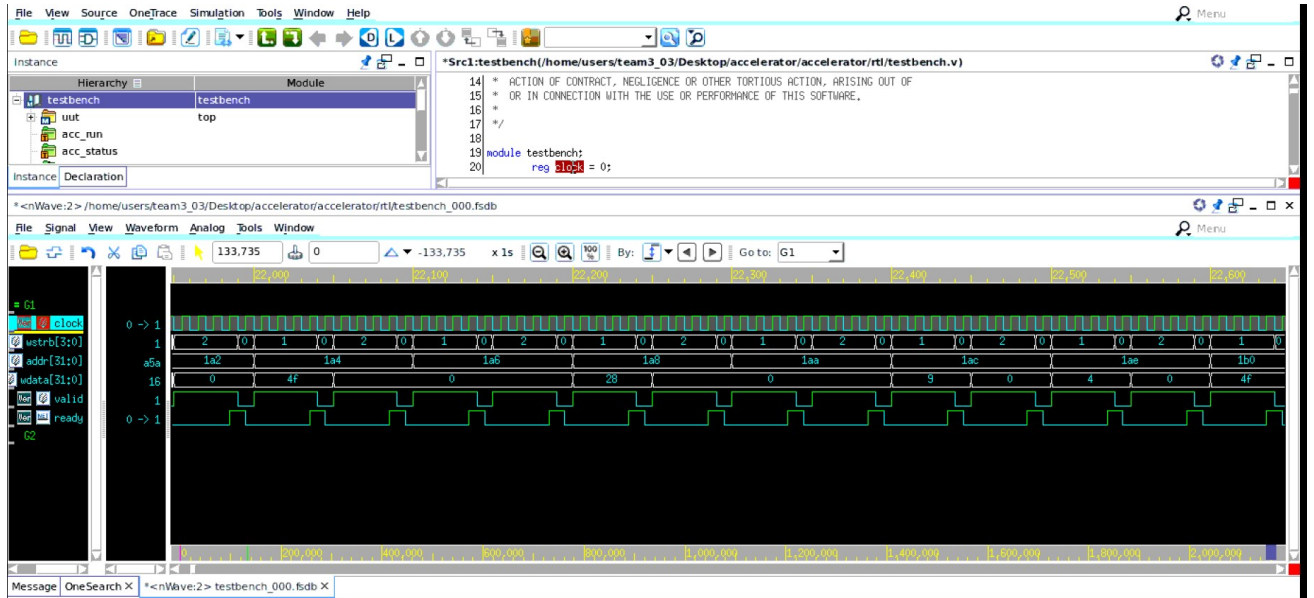 File View Source OneTrace Simulation Tools Window Help
Menu
Instance
*Src1:testbench(/home/users/team3_03/Desktop/accelerator/accelerator/rtl/testbench.v)
Hierarchy Module
testbench testbench
uut top
acc_run
acc_status
Instance Declaration
14 * ACTION OF CONTRACT, NEGLIGENCE OR OTHER TORTIOUS ACTION, ARISING OUT OF
15 * OR IN CONNECTION WITH THE USE OR PERFORMANCE OF THIS SOFTWARE.
16 *
17 */
18
19 module testbench;
20 reg clock = 0;
*<nWave:2> /home/users/team3_03/Desktop/accelerator/accelerator/rtl/testbench_000.fsdb
File Signal View Waveform Analog Tools Window
Menu
133,735 0 -133,735 x 1s 100 % By: Go to: G1
22,000 22,100 22,200 22,300 22,400 22,500 22,600
= G1
clock 0 -> 1
wstrb[3:0] 1 2 0 1 0 2 0 1 0 2 0 1 0 2 0 1 0 2 0 1 0 2 0 1 0 2 0 1 0
addr[31:0] a5a 1a2 1a4 1a6 1a8 1aa 1ac 1ae 1b0
wdata[31:0] 16 0 4f 0 28 0 9 0 4 0 4f
valid 1
ready 0 -> 1
G2
0 200,000 400,000 600,000 800,000 1,000,000 1,200,000 1,400,000 1,600,000 1,800,000 2,000,000
Message OneSearch × *<nWave:2> testbench_000.fsdb ×